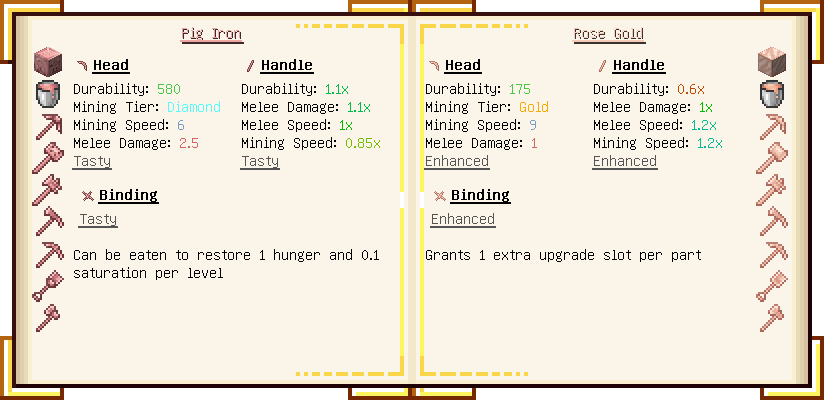 Pig Iron
Head
Durability: 580
Mining Tier: Diamond
Mining Speed: 6
Melee Damage: 2.5
Tasty
Handle
Durability: 1.1x
Melee Damage: 1.1x
Melee Speed: 1x
Mining Speed: 0.85x
Tasty
Binding
Tasty
Can be eaten to restore 1 hunger and 0.1
saturation per level
Rose Gold
Head
Durability: 175
Mining Tier: Gold
Mining Speed: 9
Melee Damage: 1
Enhanced
Handle
Durability: 0.6x
Melee Damage: 1x
Melee Speed: 1.2x
Mining Speed: 1.2x
Enhanced
Binding
Enhanced
Grants 1 extra upgrade slot per part